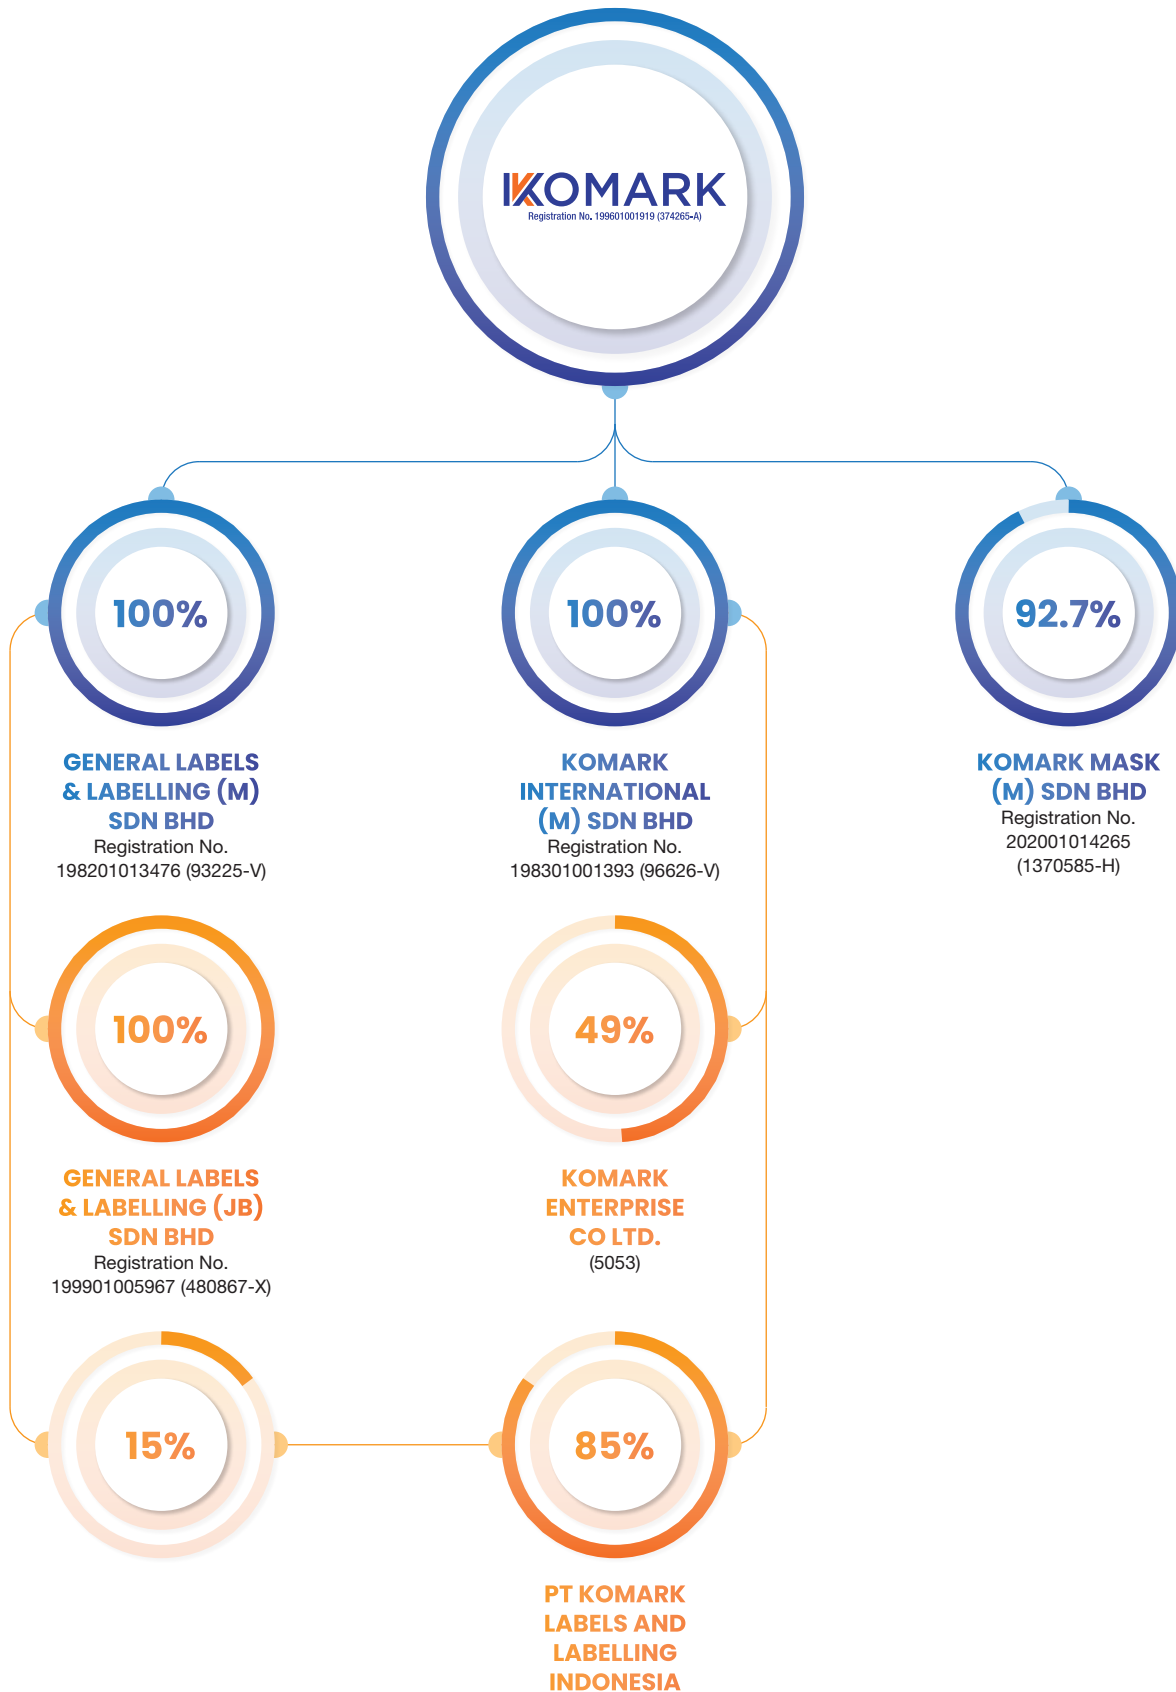 KOMARK
Registration No. 199601001919 (374265-A)
100%
GENERAL LABELS
& LABELLING (M)
SDN BHD
Registration No.
198201013476 (93225-V)
100%
KOMARK
INTERNATIONAL
(M) SDN BHD
Registration No.
198301001393 (96626-V)
92.7%
KOMARK MASK
(M) SDN BHD
Registration No.
202001014265
(1370585-H)
100%
GENERAL LABELS
& LABELLING (JB)
SDN BHD
Registration No.
199901005967 (480867-X)
49%
KOMARK
ENTERPRISE
CO LTD.
(5053)
15%
85%
PT KOMARK
LABELS AND
LABELLING
INDONESIA